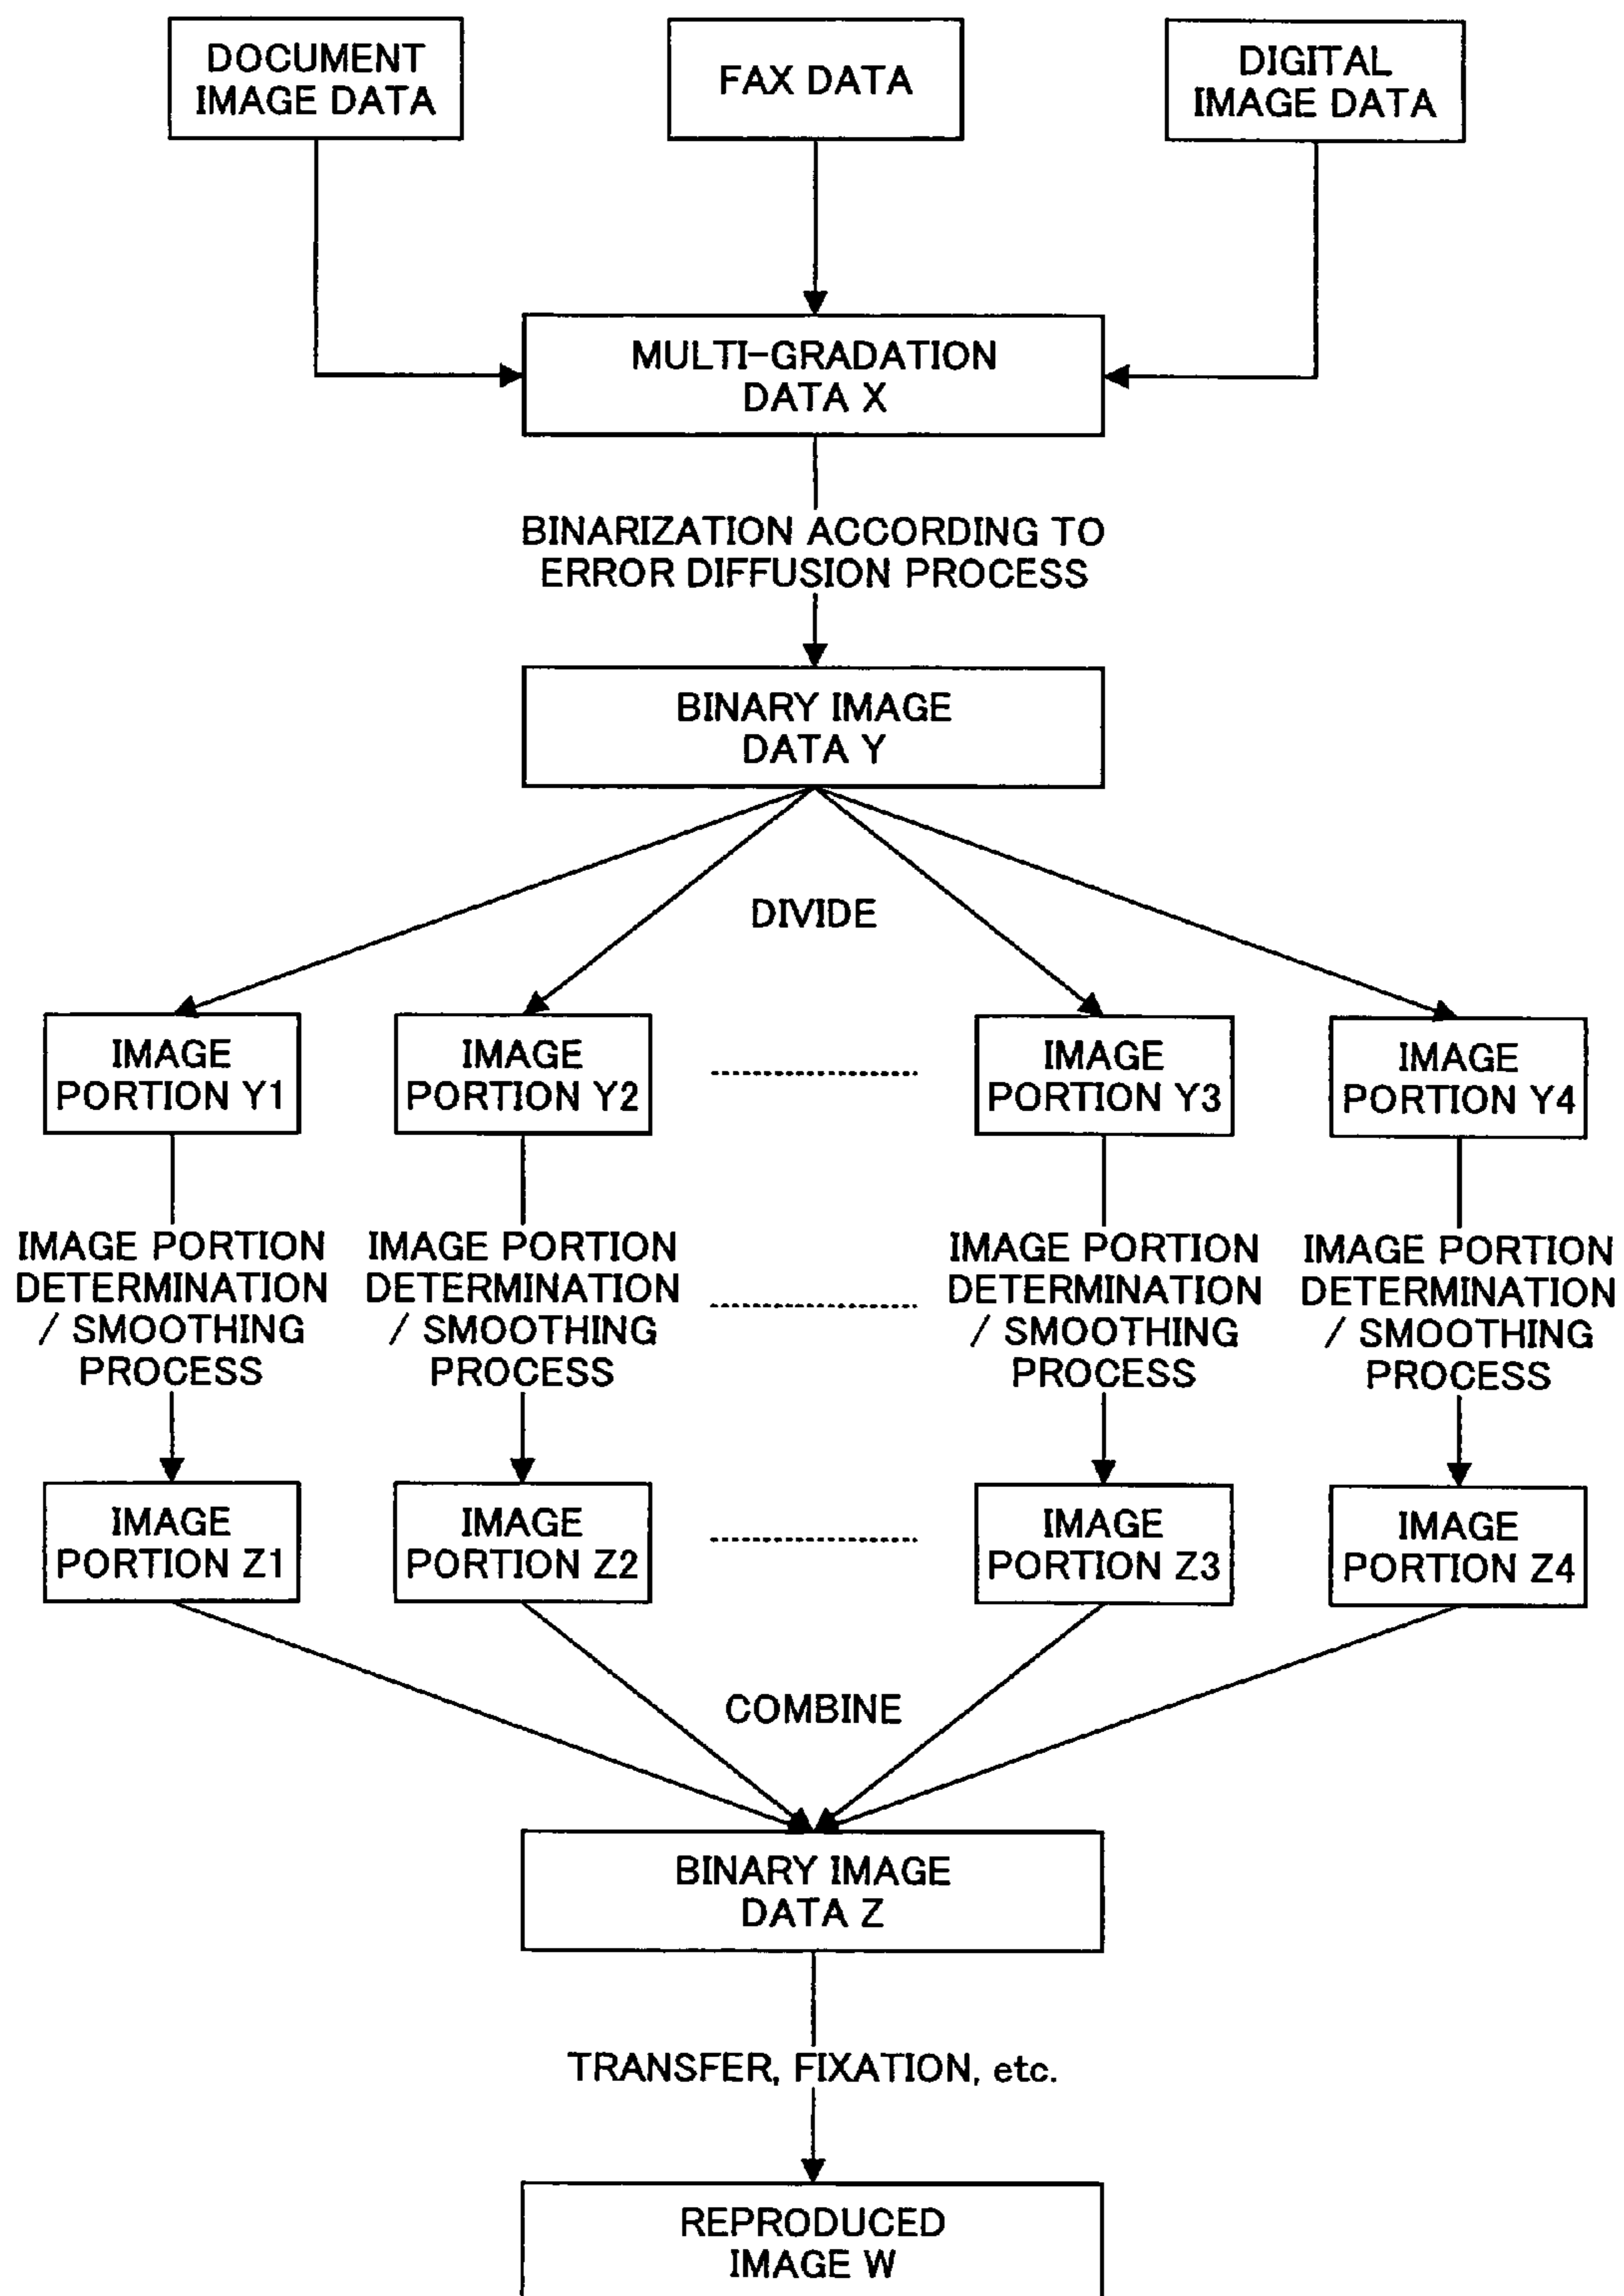 DOCUMENT
IMAGE DATA
FAX DATA
DIGITAL
IMAGE DATA
MULTI-GRADATION
DATA X
BINARIZATION ACCORDING TO
ERROR DIFFUSION PROCESS
BINARY IMAGE
DATA Y
DIVIDE
IMAGE
PORTION Y1
IMAGE
PORTION Y2
IMAGE
PORTION Y3
IMAGE
PORTION Y4
IMAGE PORTION
DETERMINATION
/ SMOOTHING
PROCESS
IMAGE PORTION
DETERMINATION
/ SMOOTHING
PROCESS
IMAGE PORTION
DETERMINATION
/ SMOOTHING
PROCESS
IMAGE PORTION
DETERMINATION
/ SMOOTHING
PROCESS
IMAGE
PORTION Z1
IMAGE
PORTION Z2
IMAGE
PORTION Z3
IMAGE
PORTION Z4
COMBINE
BINARY IMAGE
DATA Z
TRANSFER, FIXATION, etc.
REPRODUCED
IMAGE W